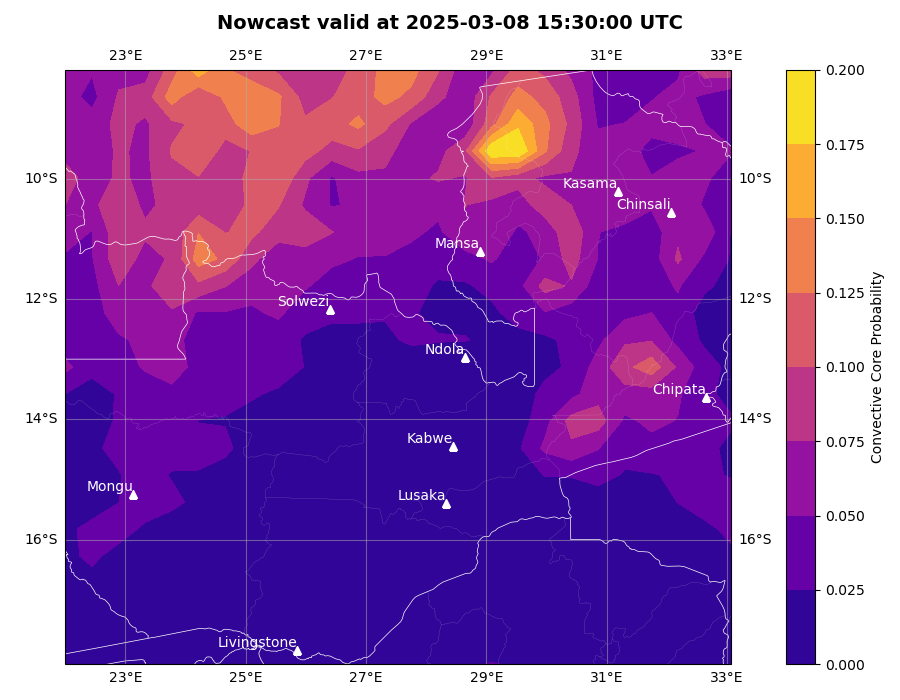 Nowcast valid at 2025-03-08 15:30:00 UTC
23°E 25°E 27°E 29°E 31°E 33°E
0.200
0.175
10°S 10°S
Kasama
Chinsali
0.150
Mansa
0.125
12°S 12°S
Solwezi
Ndola
0.100
Chipata
14°S 14°S
Kabwe
0.075
Mongu
Lusaka
0.050
16°S 16°S
0.025
Livingstone
0.000
23°E 25°E 27°E 29°E 31°E 33°E
Convective Core Probability